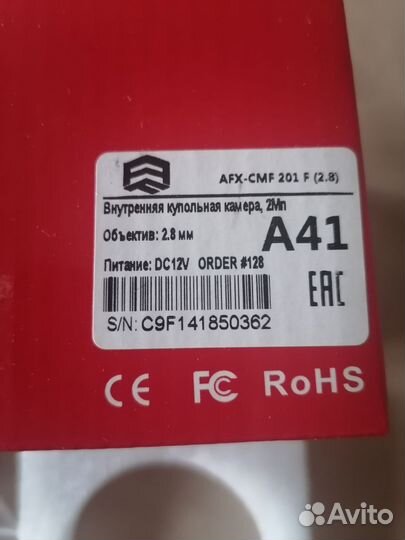 AFX-CMF 201 F (2.8)
Внутренняя купольная камера, 2Мп
Объектив: 2.8 мм
A41
Питание: DC12V ORDER #128
EAC
S/N: C9F141850362
CE FC RoHS
Avito